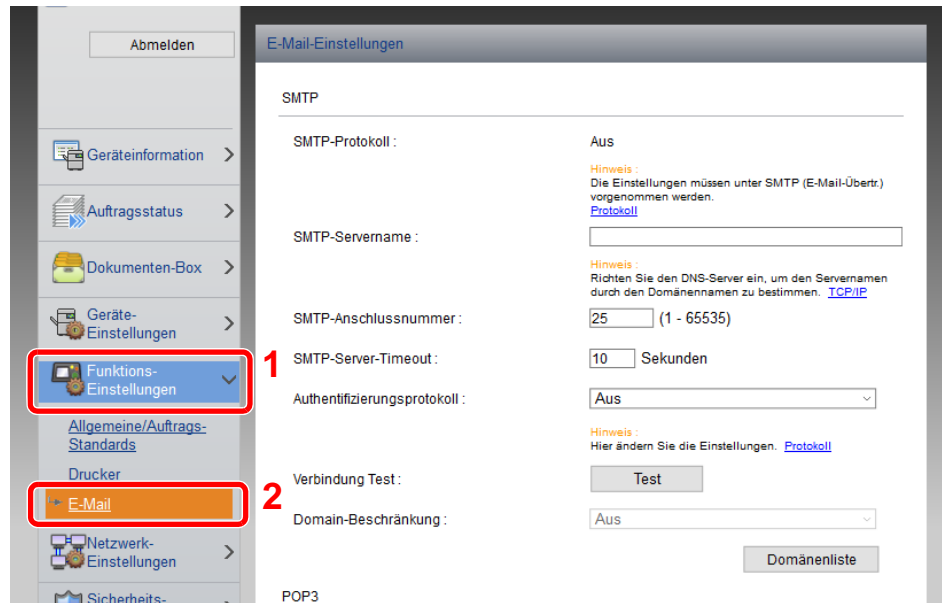 Abmelden
Geräteinformation
Auftragsstatus
Dokumenten-Box
Geräte-
Einstellungen
Funktions-
Einstellungen
1
Allgemeine/Auftrags-
Standards
Drucker
E-Mail
2
Netzwerk-
Einstellungen
Sicherheits-
E-Mail-Einstellungen
SMTP
SMTP-Protokoll :
Aus
Hinweis :
Die Einstellungen müssen unter SMTP (E-Mail-Übertr.)
vorgenommen werden.
Protokoll
SMTP-Servername :
Hinweis :
Richten Sie den DNS-Server ein, um den Servernamen
durch den Domänennamen zu bestimmen. TCP/IP
SMTP-Anschlussnummer :
25 (1 - 65535)
SMTP-Server-Timeout :
10 Sekunden
Authentifizierungsprotokoll :
Aus
Hinweis :
Hier ändern Sie die Einstellungen. Protokoll
Verbindung Test :
Test
Domain-Beschränkung :
Aus
Domänenliste
POP3